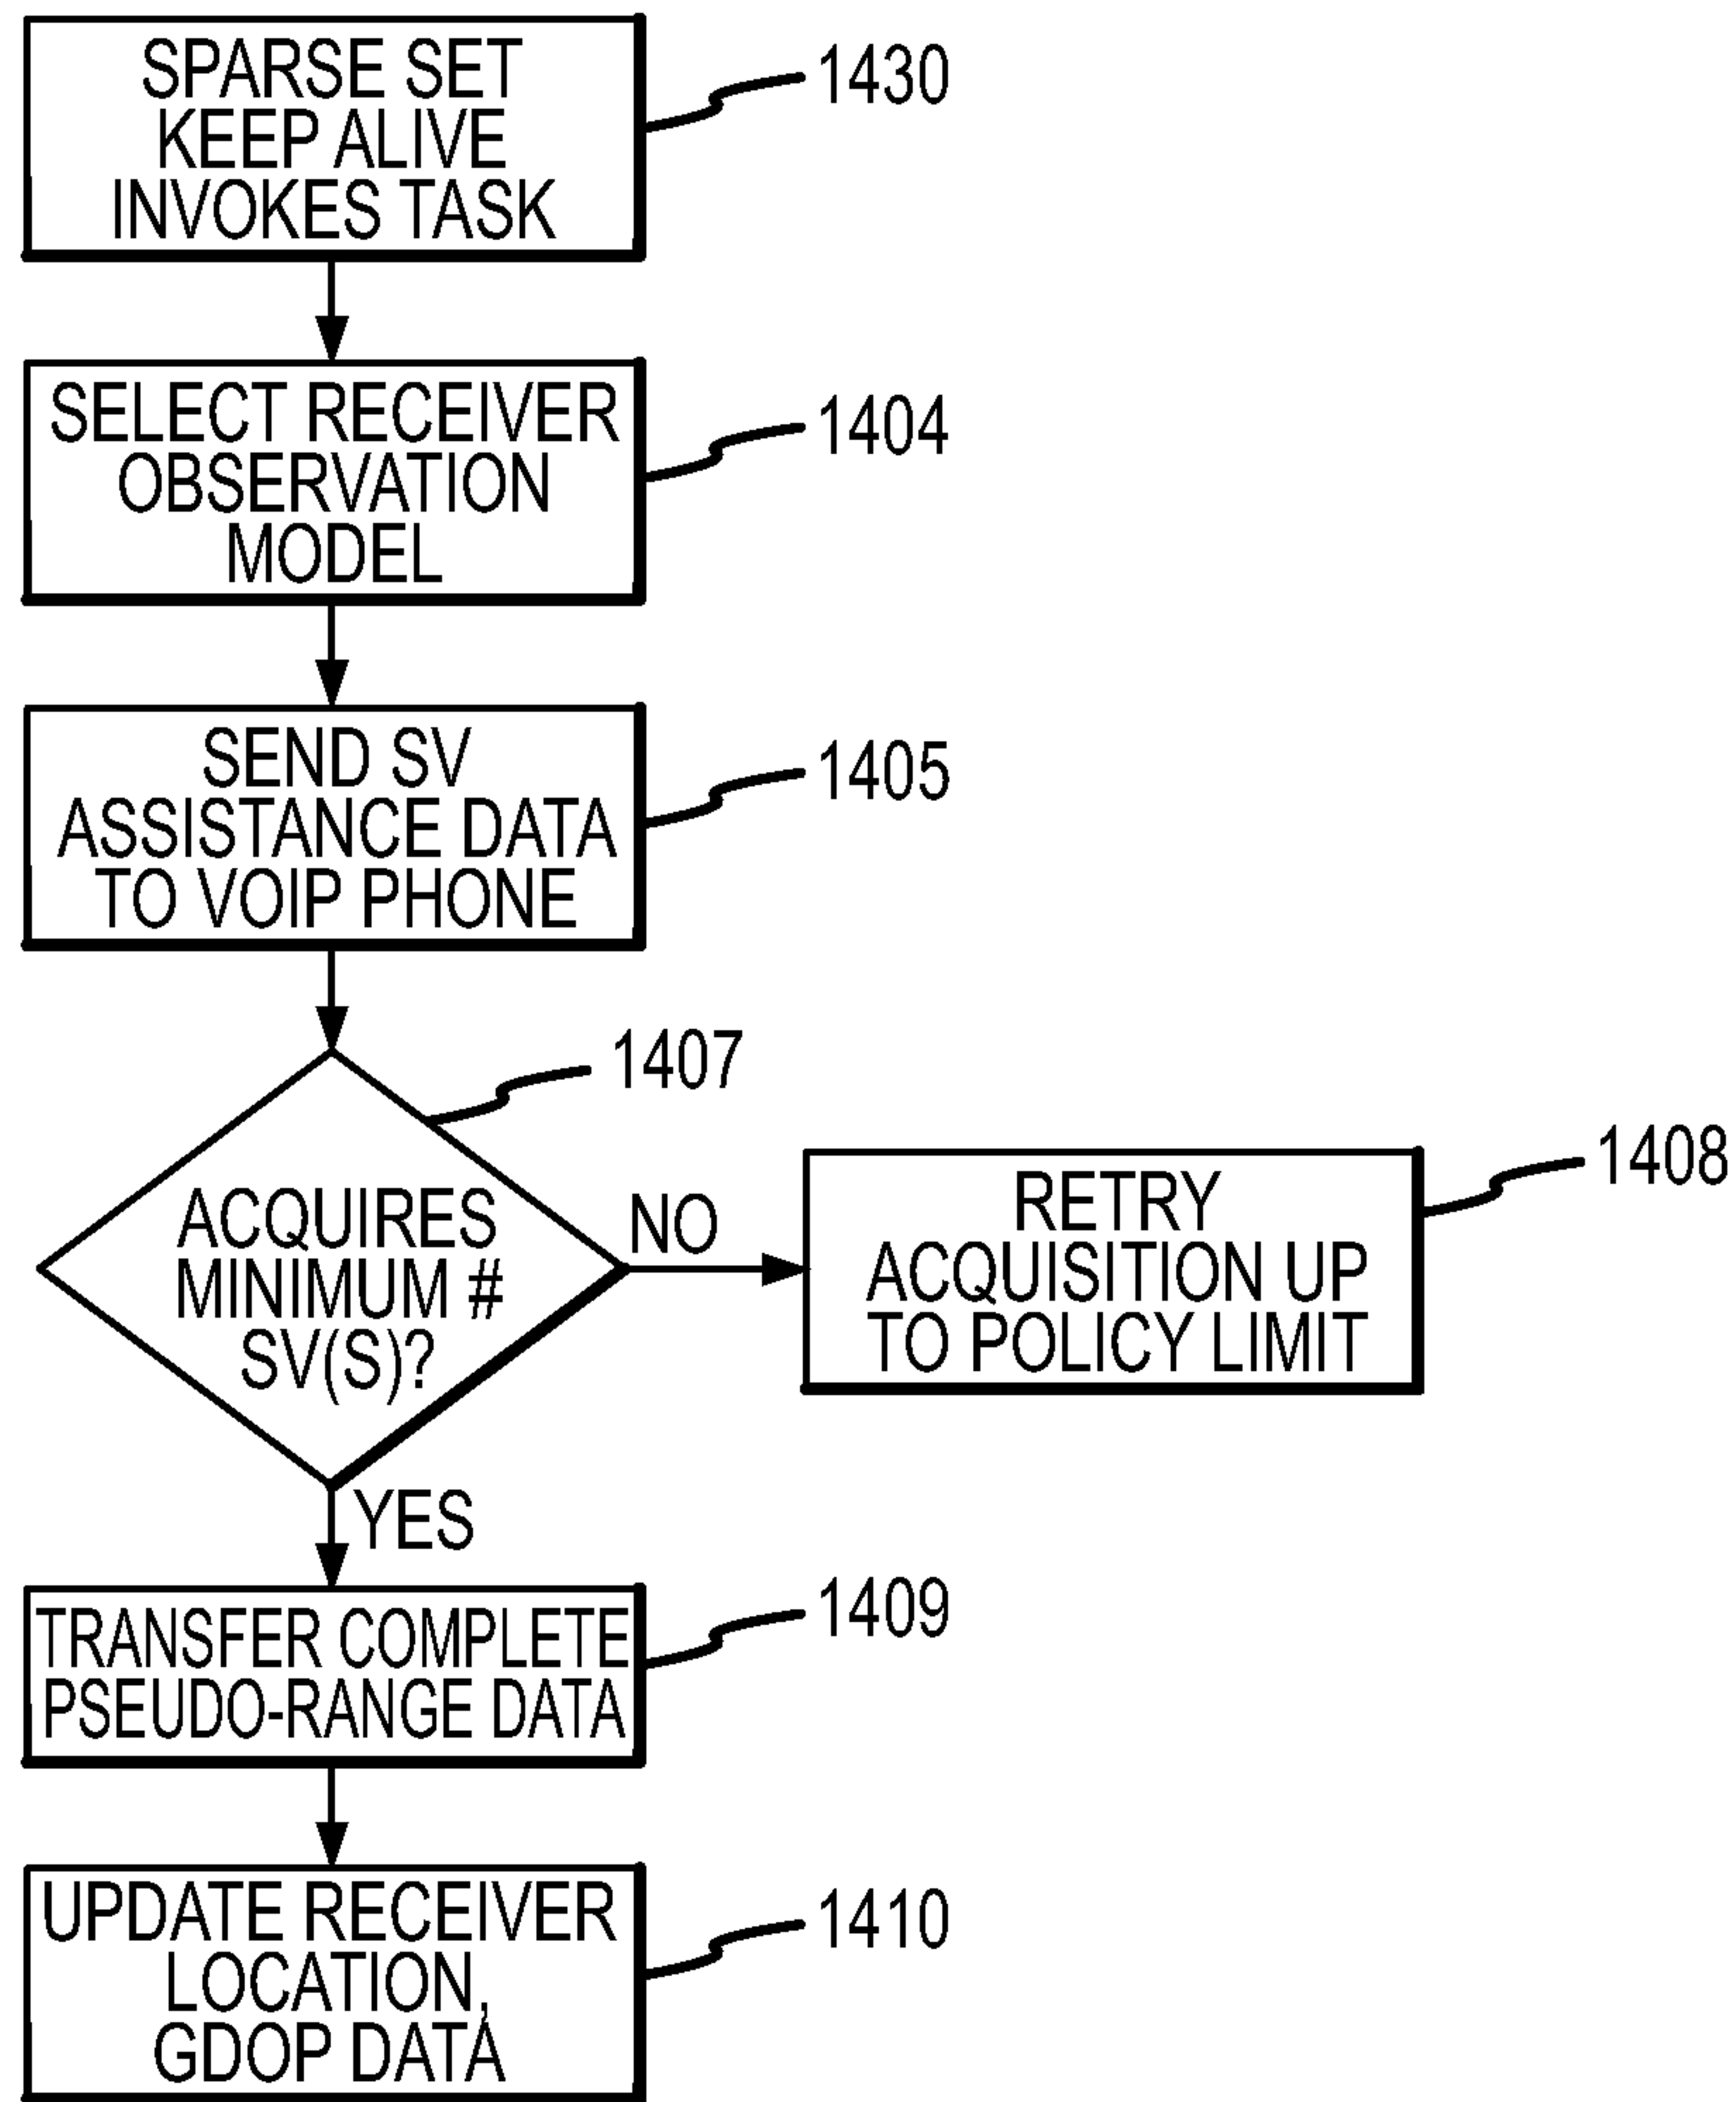 SPARSE SET
KEEP ALIVE
INVOKES TASK
1430
SELECT RECEIVER
OBSERVATION
MODEL
1404
SEND SV
ASSISTANCE DATA
TO VOIP PHONE
1405
1407
ACQUIRES
MINIMUM #
SV(S)?
NO
RETRY
ACQUISITION UP
TO POLICY LIMIT
1408
YES
TRANSFER COMPLETE
PSEUDO-RANGE DATA
1409
UPDATE RECEIVER
LOCATION,
GDOP DATA
1410